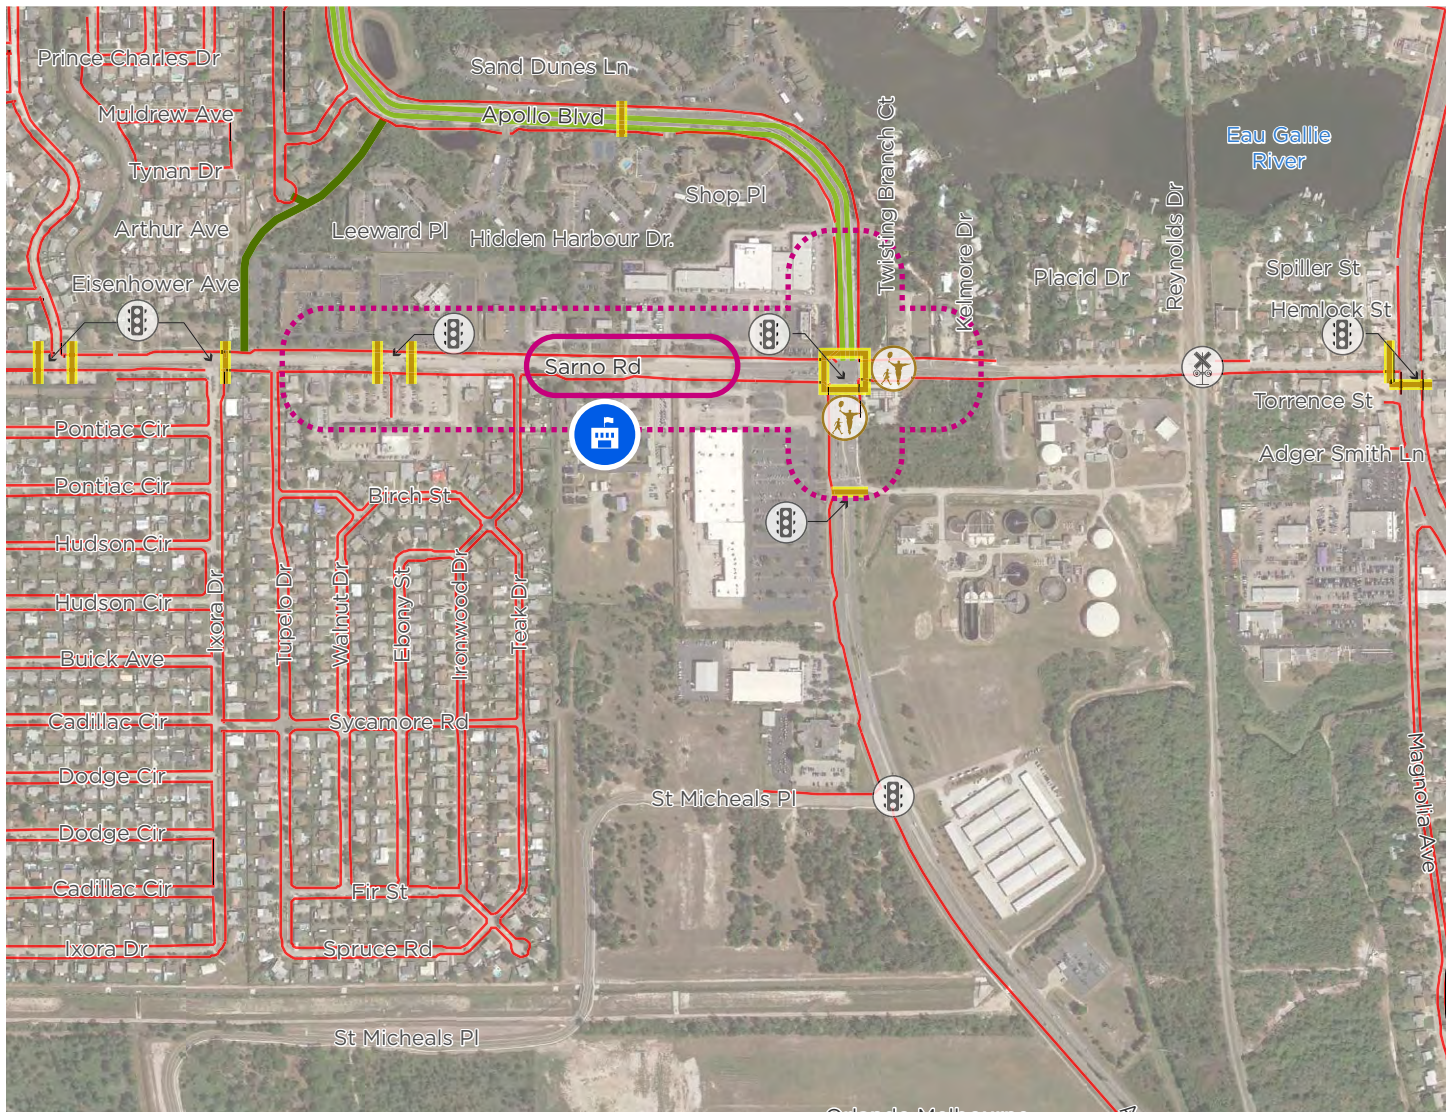 Prince Charles Dr
Sand Dunes Ln
Muldrew Ave
Apollo Blvd
Eau Gallie
River
Tynan Dr
Twisting Branch Ct
Shop Pl
Reynolds Dr
Arthur Ave
Leeward Pl
Hidden Harbour Dr.
Kelmore Dr
Spiller St
Placid Dr
Eisenhower Ave
Hemlock St
Sarno Rd
Torrence St
Pontiac Cir
Adger Smith Ln
Pontiac Cir
Birch St
Hudson Cir
Hudson Cir
Ixora Dr
Tupelo Dr
Walnut Dr
Ebony St
Ironwood Dr
Teak Dr
Buick Ave
Cadillac Cir
Sycamore Rd
Dodge Cir
St Micheals Pl
Magnolia Ave
Dodge Cir
Cadillac Cir
Fir St
Ixora Dr
Spruce Rd
St Micheals Pl
Orlando Melbourne